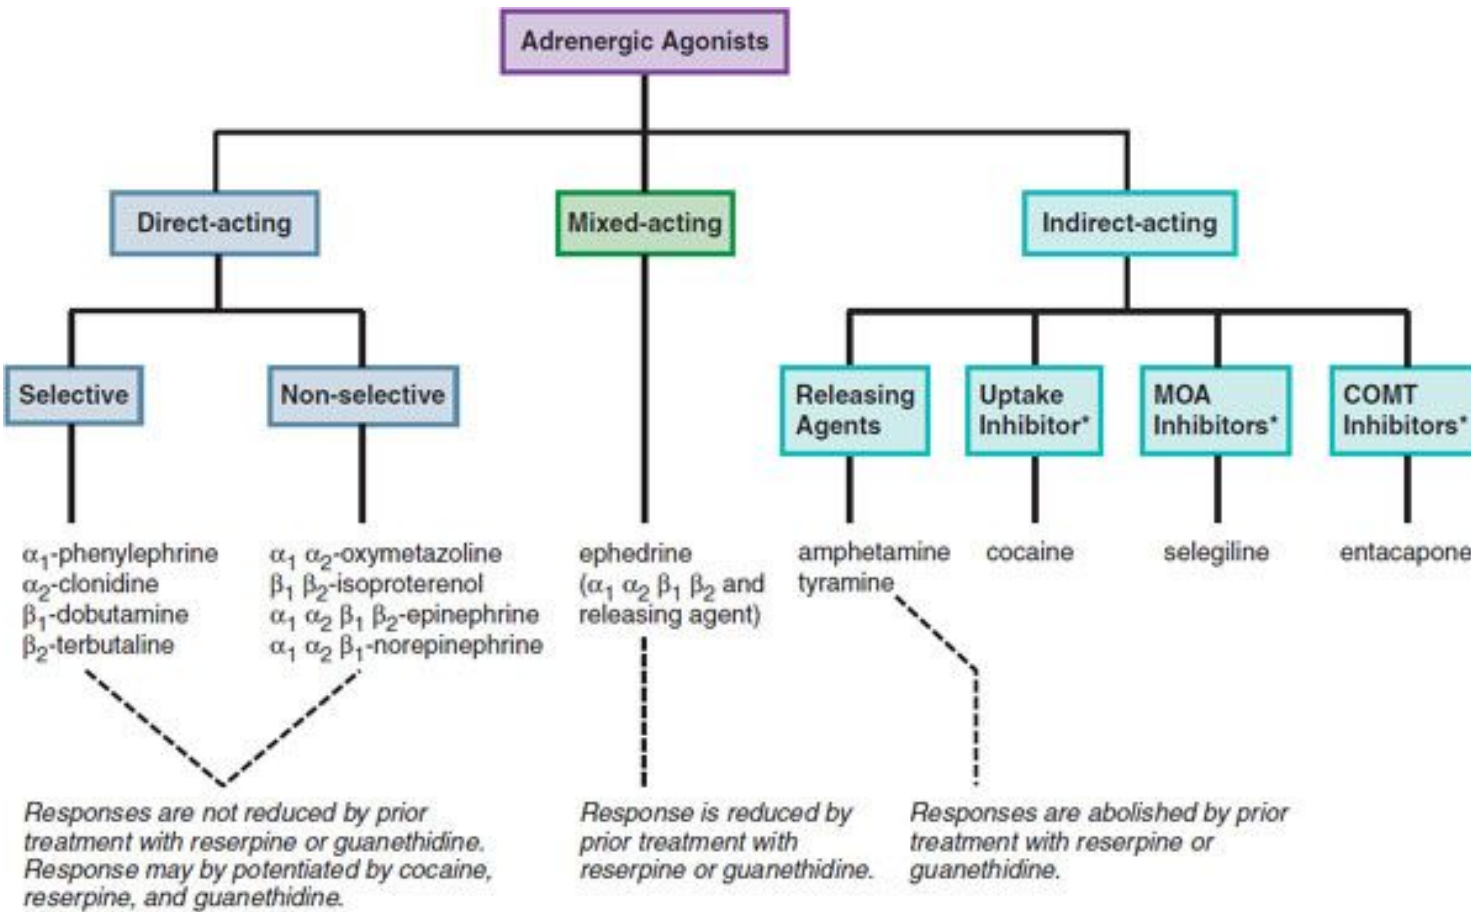 Adrenergic Agonists
Direct-acting
Mixed-acting
Indirect-acting
Selective
Non-selective
Releasing
Agents
Uptake
Inhibitor*
MOA
Inhibitors*
COMT
Inhibitors*
α₁-phenylephrine
α₂-clonidine
β₁-dobutamine
β₂-terbutaline
α₁ α₂-oxymetazoline
β₁ β₂-isoproterenol
α₁ α₂ β₁ β₂-epinephrine
α₁ α₂ β₁-norepinephrine
ephedrine
(α₁ α₂ β₁ β₂ and
releasing agent)
amphetamine
tyramine
cocaine
selegiline
entacapone
Responses are not reduced by prior
treatment with reserpine or guanethidine.
Response may by potentiated by cocaine,
reserpine, and guanethidine.
Response is reduced by
prior treatment with
reserpine or guanethidine.
Responses are abolished by prior
treatment with reserpine or
guanethidine.